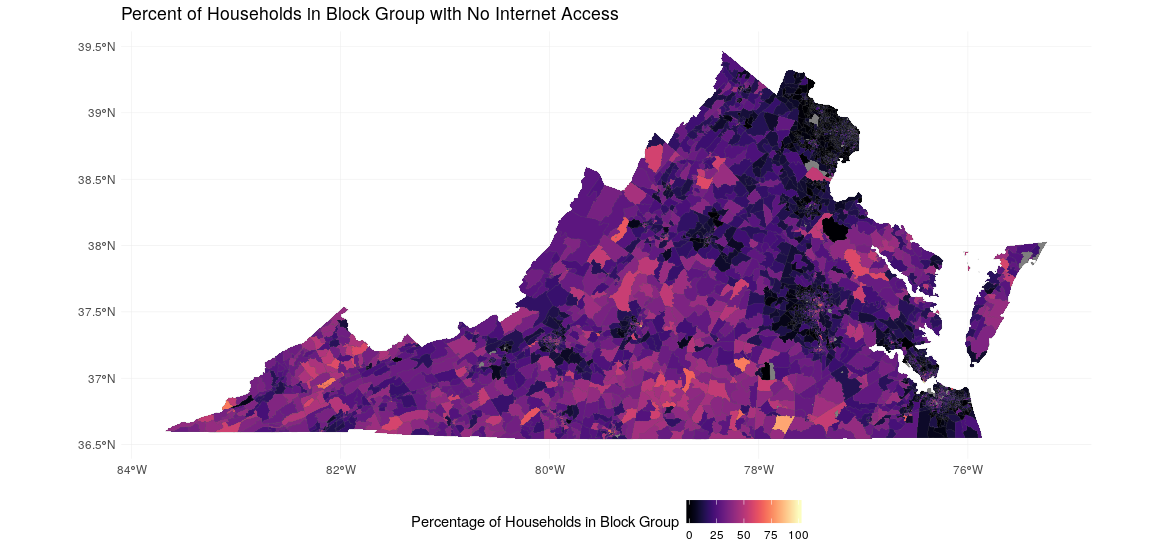 Percent of Households in Block Group with No Internet Access
39.5°N
39°N
38.5°N
38°N
37.5°N
37°N
36.5°N
84°W 82°W 80°W 78°W 76°W
Percentage of Households in Block Group
0 25 50 75 100